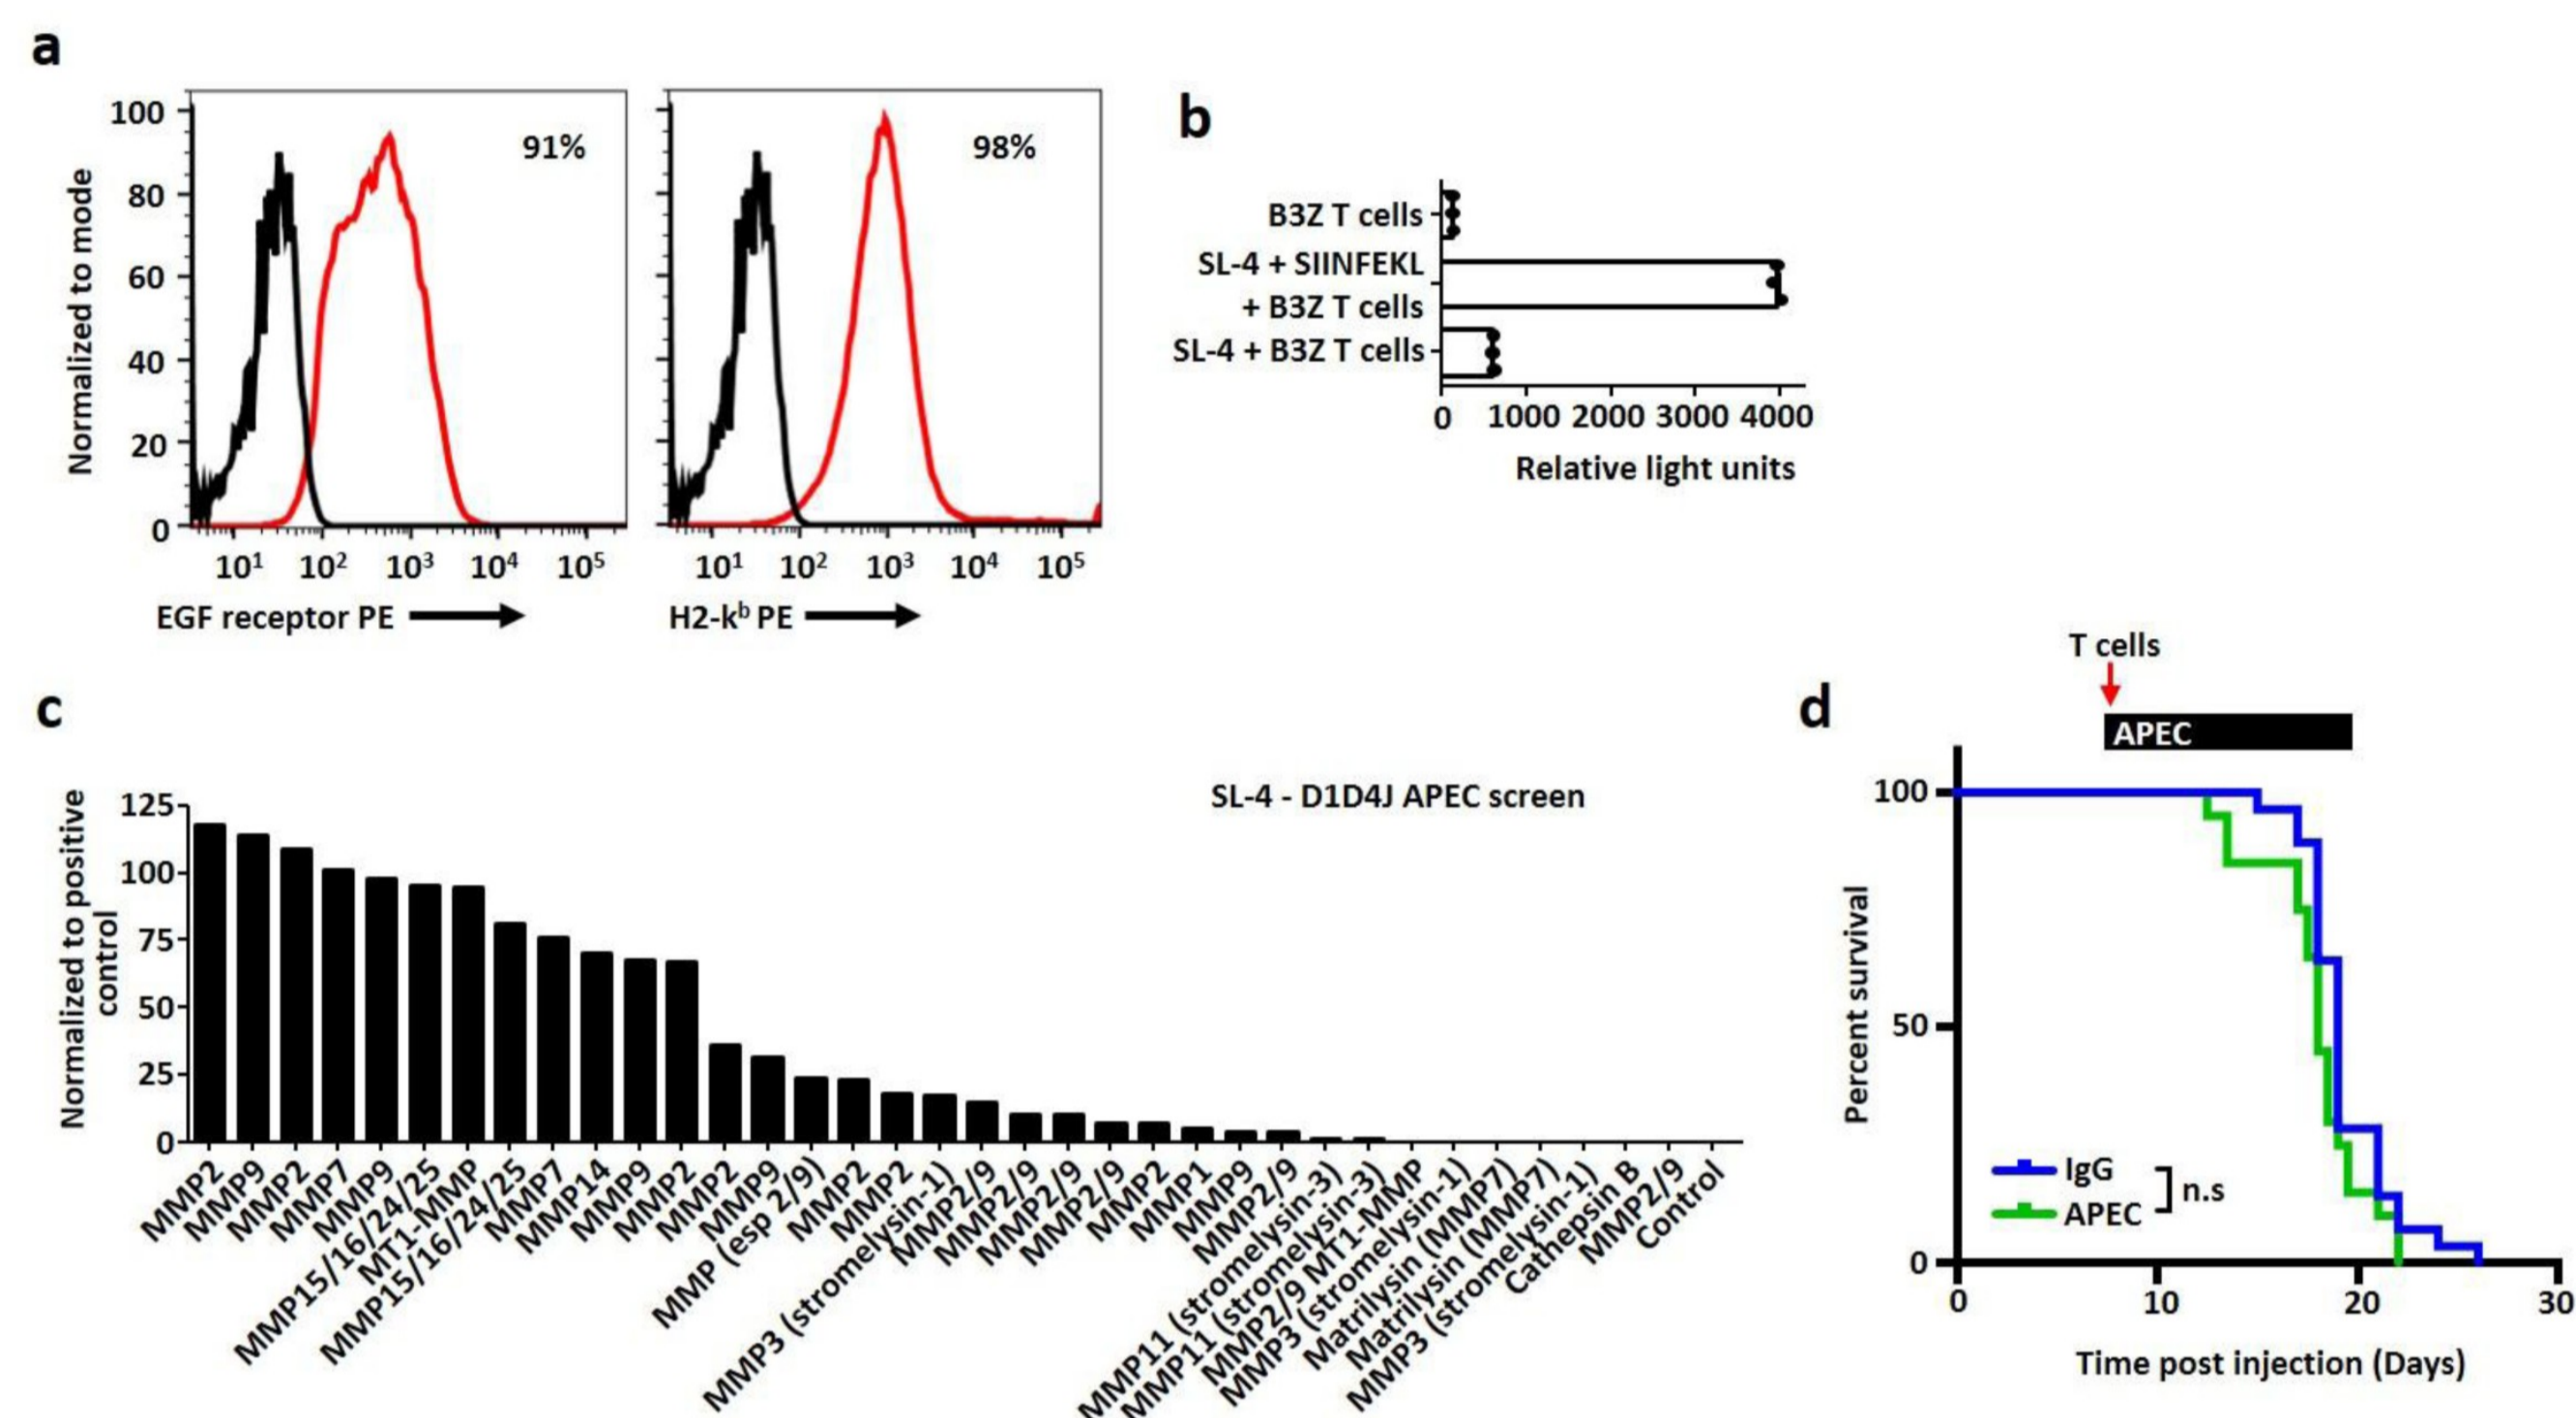 a
100
80
60
40
20
0
Normalized to mode
91%
10¹ 10² 10³ 10⁴ 10⁵
EGF receptor PE
98%
10¹ 10² 10³ 10⁴ 10⁵
H2-kᵇ PE
b
B3Z T cells
SL-4 + SIINFEKL
+ B3Z T cells
SL-4 + B3Z T cells
0 1000 2000 3000 4000
Relative light units
c
SL-4 - D1D4J APEC screen
Normalized to positive
control
125
100
75
50
25
0
MMP2
MMP9
MMP2
MMP7
MMP9
MMP15/16/24/25
MT1-MMP
MMP15/16/24/25
MMP7
MMP14
MMP9
MMP2
MMP2
MMP9
MMP (esp 2/9)
MMP2
MMP2
MMP3 (stromelysin-1)
MMP2/9
MMP2/9
MMP2/9
MMP2/9
MMP2
MMP1
MMP9
MMP2/9
MMP11 (stromelysin-3)
MMP11 (stromelysin-3)
MMP2/9 MT1-MMP
MMP3 (stromelysin-1)
Matrilysin (MMP7)
Matrilysin (MMP7)
MMP3 (stromelysin-1)
Cathepsin B
MMP2/9
Control
d
T cells
APEC
Percent survival
100
50
0
IgG
APEC
n.s
0 10 20 30
Time post injection (Days)